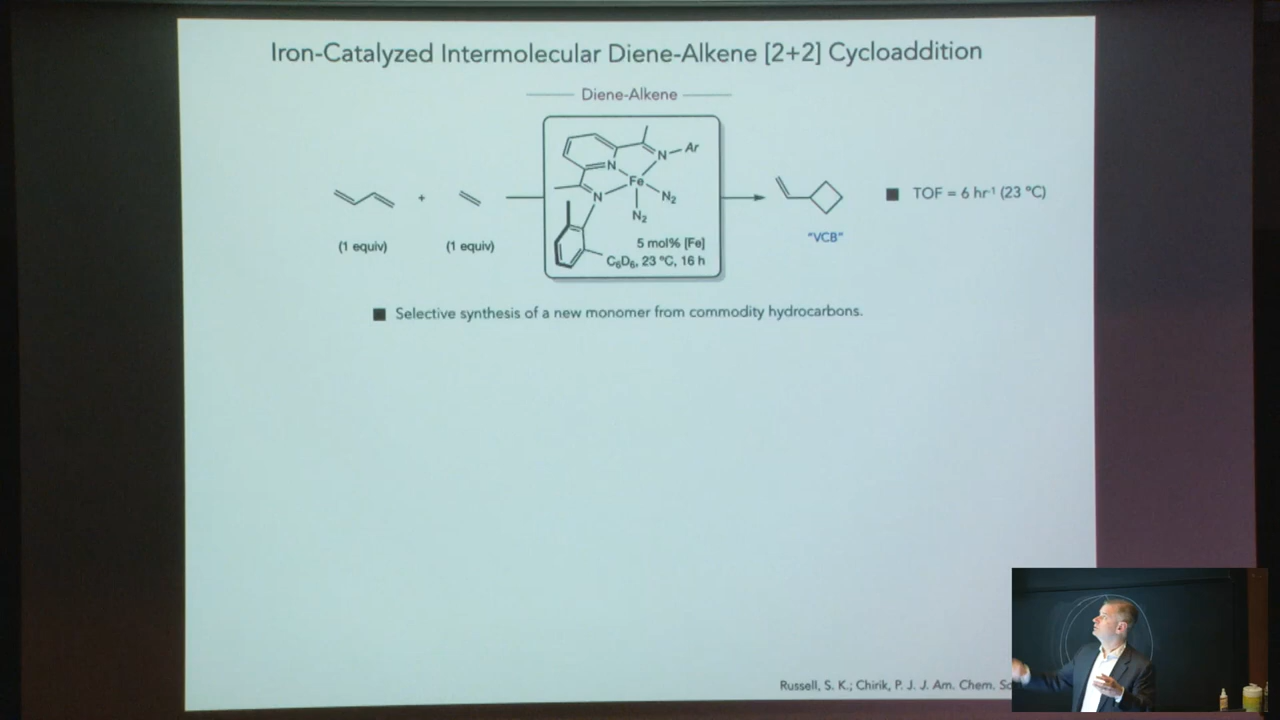 Iron-Catalyzed Intermolecular Diene-Alkene [2+2] Cycloaddition
Diene-Alkene
N
Ar
N
Fe
N
N₂
N₂
+
(1 equiv)
(1 equiv)
5 mol% [Fe]
C₆D₆, 23 ºC, 16 h
"VCB"
TOF = 6 hr⁻¹ (23 ºC)
Selective synthesis of a new monomer from commodity hydrocarbons.
Russell, S. K.; Chirik, P. J. J. Am. Chem.